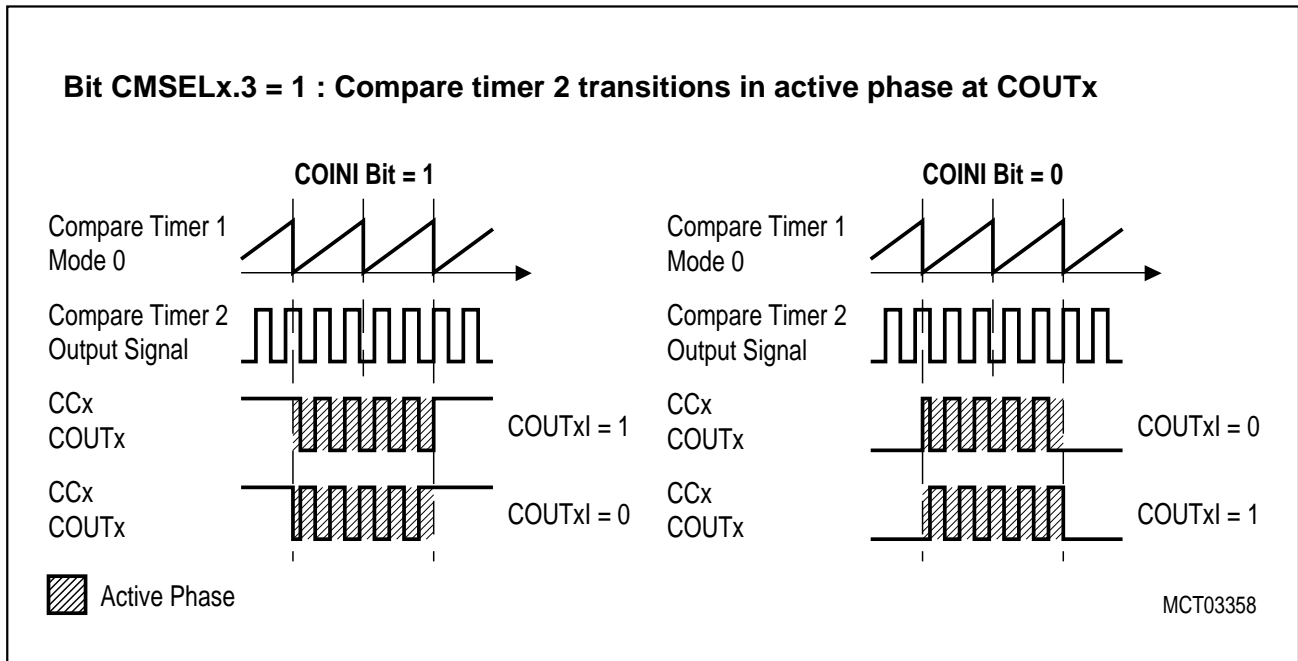 Bit CMSELx.3 = 1 : Compare timer 2 transitions in active phase at COUTx
COINI Bit = 1
Compare Timer 1
Mode 0
Compare Timer 2
Output Signal
CCx
COUTx
COUTxI = 1
CCx
COUTx
COUTxI = 0
COINI Bit = 0
Compare Timer 1
Mode 0
Compare Timer 2
Output Signal
CCx
COUTx
COUTxI = 0
CCx
COUTx
COUTxI = 1
Active Phase
MCT03358